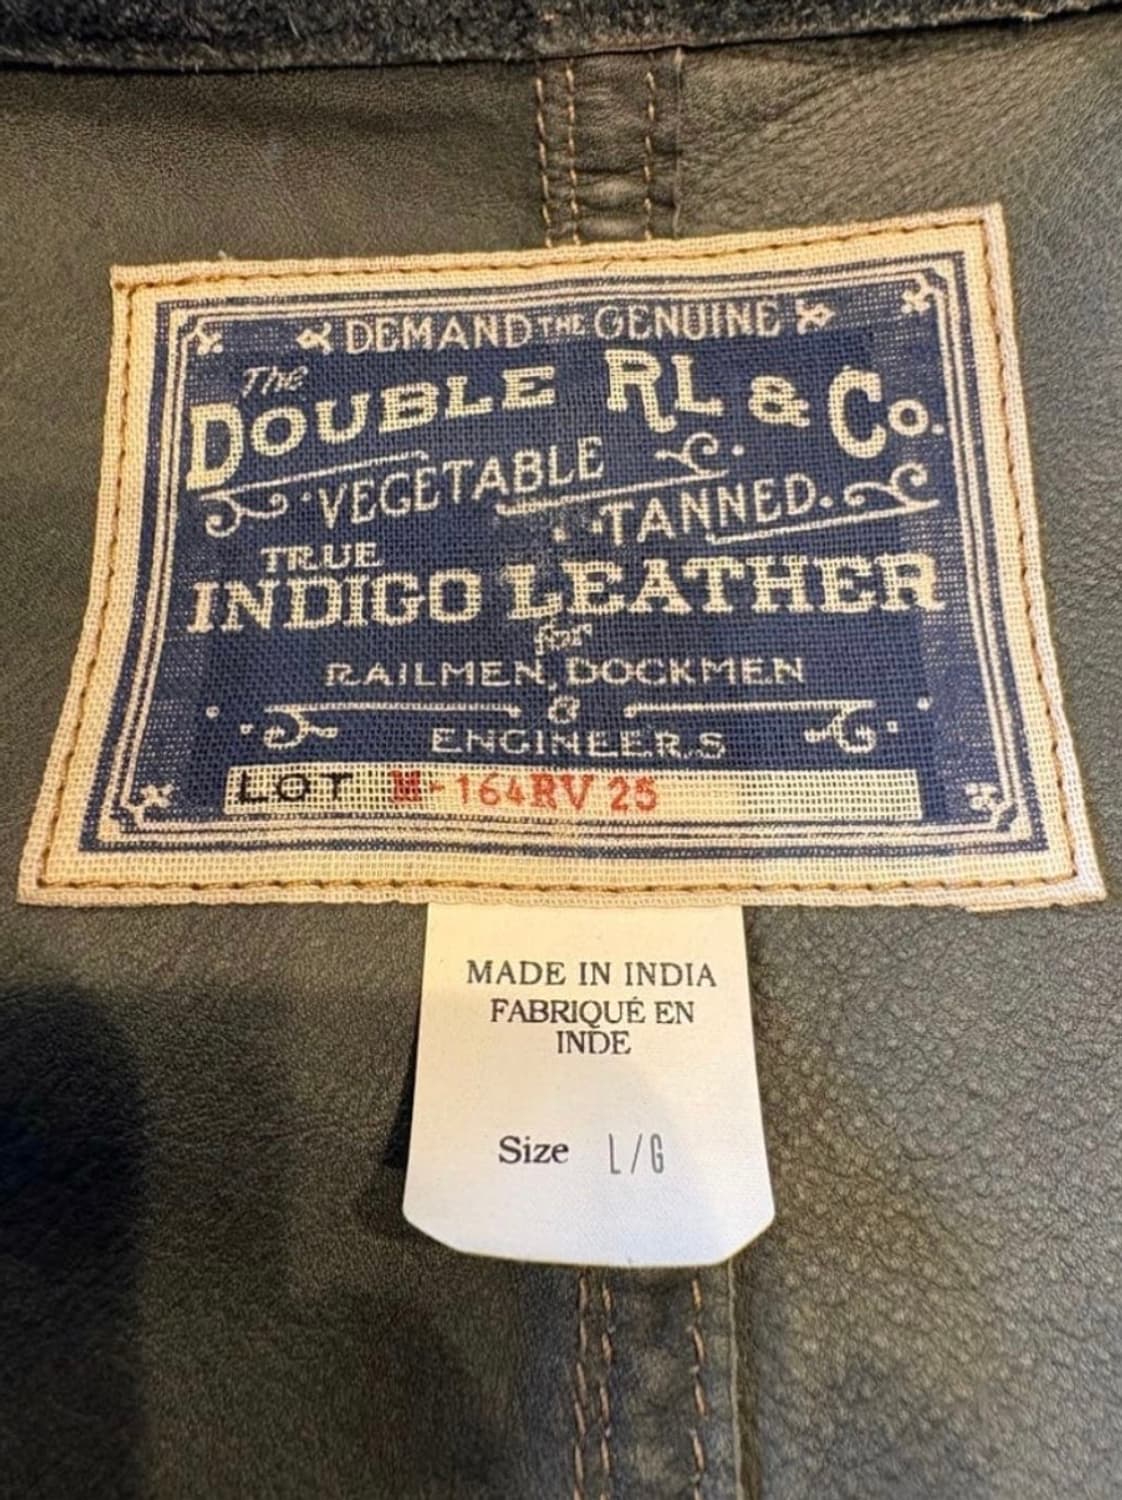 DEMAND THE GENUINE
The
DOUBLE RL & Co.
VEGETABLE
TANNED.
TRUE
INDIGO LEATHER
for
RAILMEN, DOCKMEN
&
ENGINEERS
LOT M-164RV 25
MADE IN INDIA
FABRIQUÉ EN
INDE
Size L/G